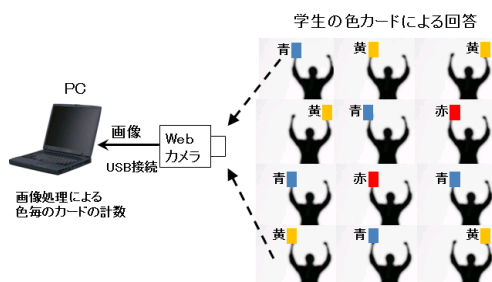 学生の色カードによる回答
青
黄
黄
PC
画像
Web
カメラ
USB接続
黄
青
赤
画像処理による
色毎のカードの計数
青
赤
青
黄
青
黄